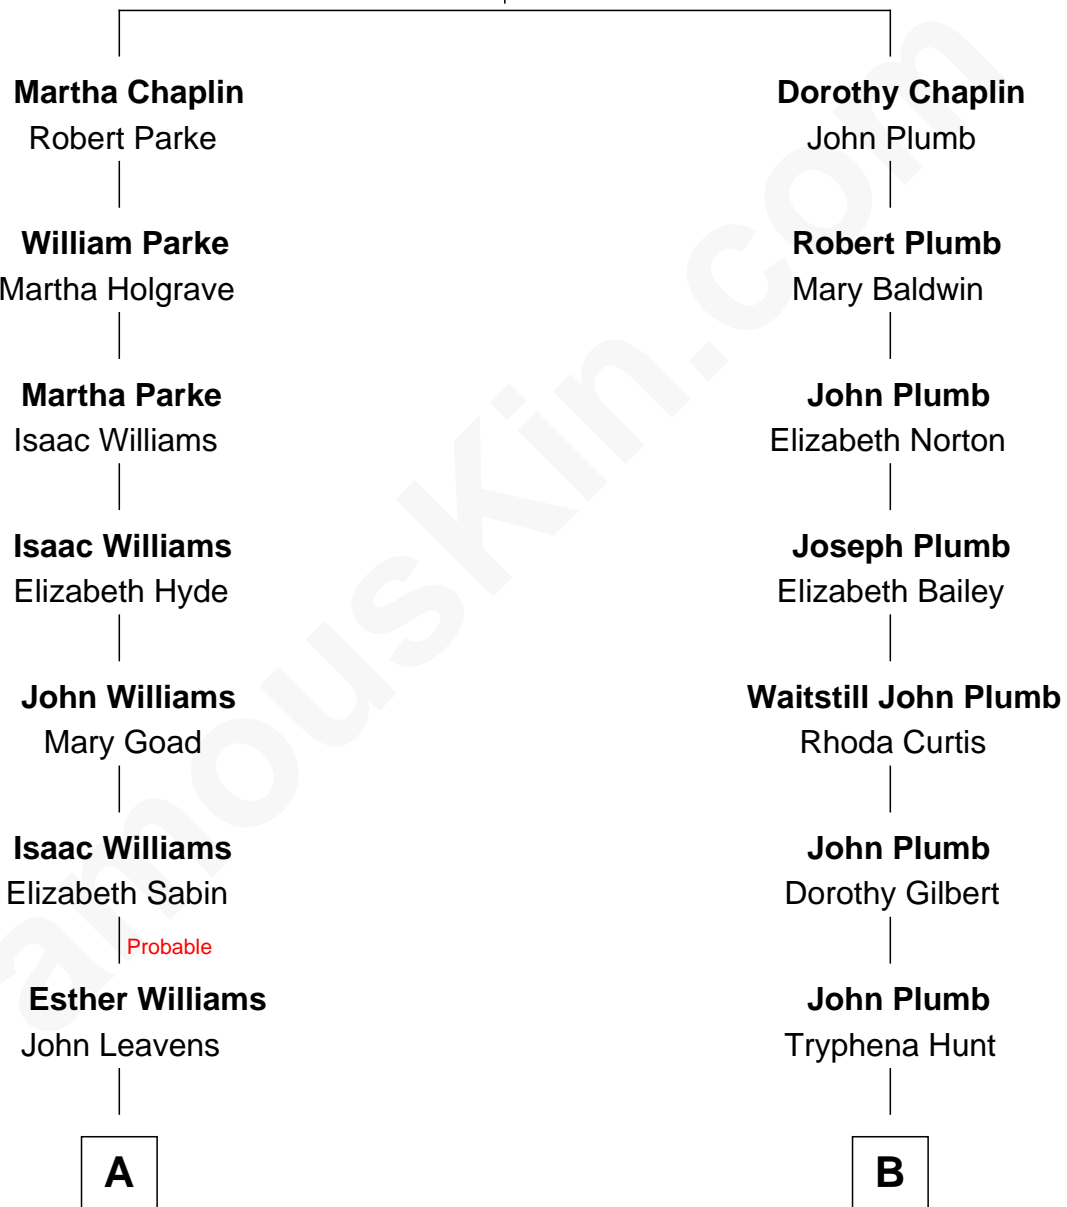 Martha Chaplin
Robert Parke
William Parke
Martha Holgrave
Martha Parke
Isaac Williams
Isaac Williams
Elizabeth Hyde
John Williams
Mary Goad
Isaac Williams
Elizabeth Sabin
Probable
Esther Williams
John Leavens
A
Dorothy Chaplin
John Plumb
Robert Plumb
Mary Baldwin
John Plumb
Elizabeth Norton
Joseph Plumb
Elizabeth Bailey
Waitstill John Plumb
Rhoda Curtis
John Plumb
Dorothy Gilbert
John Plumb
Tryphena Hunt
B
amouskin.com